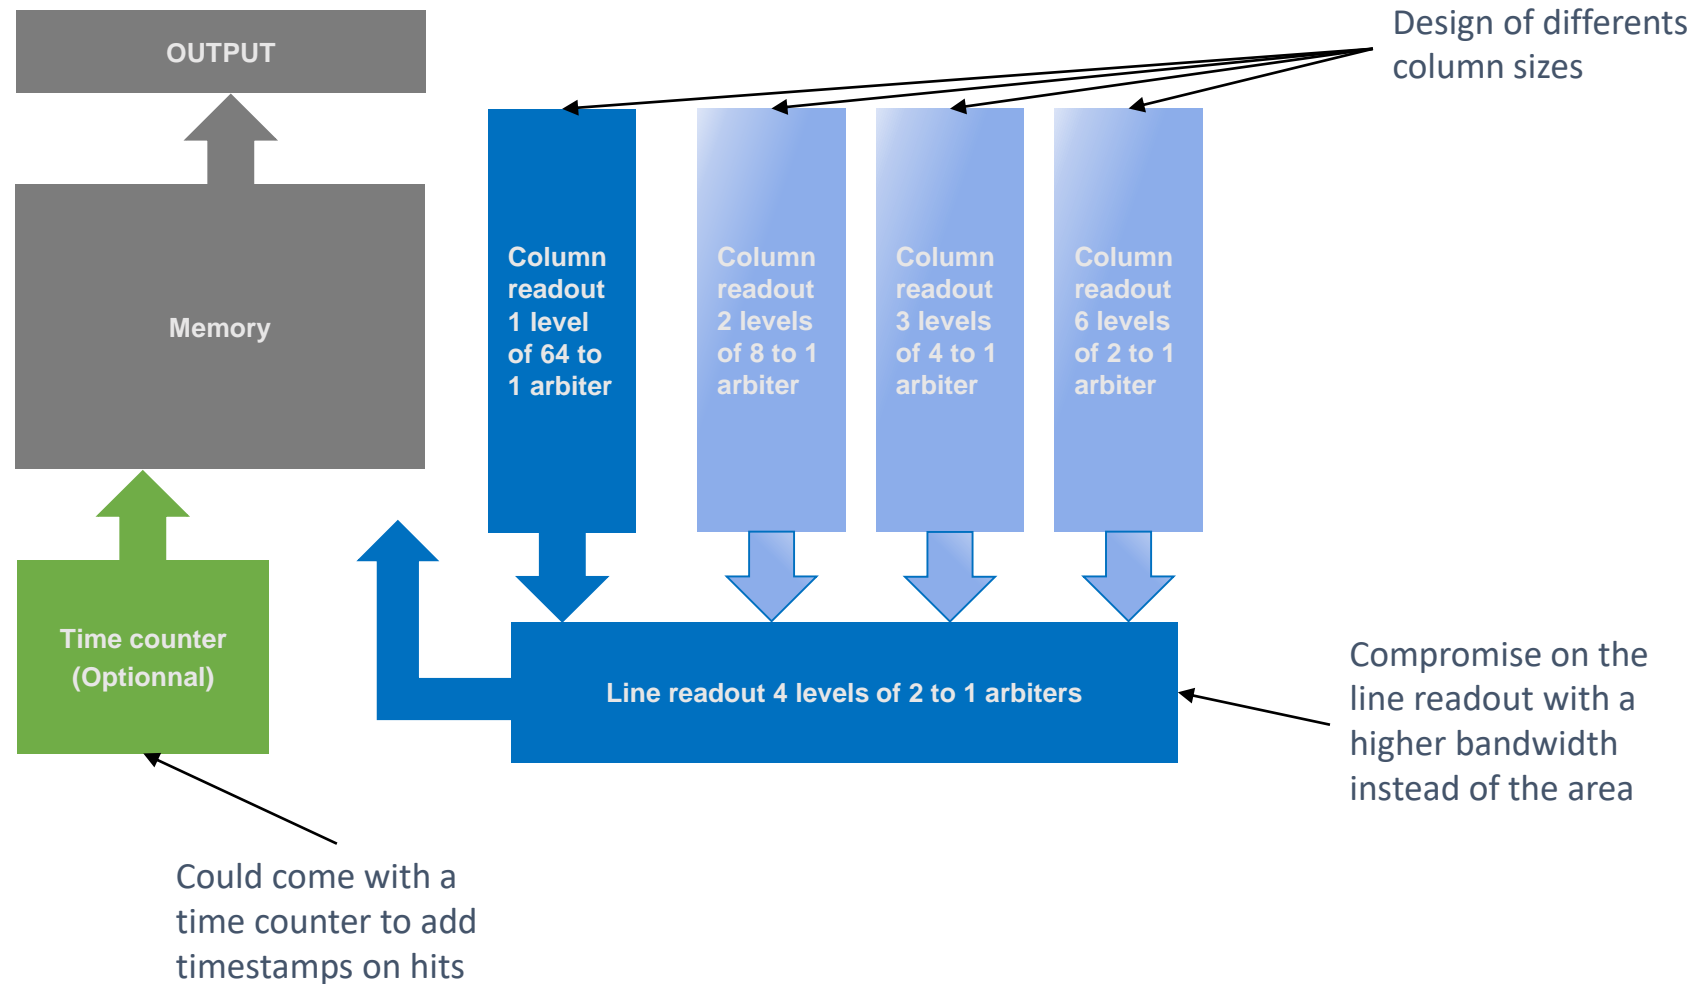 OUTPUT
Design of differents
column sizes
Memory
Column
readout
1 level
of 64 to
1 arbiter
Column
readout
2 levels
of 8 to 1
arbiter
Column
readout
3 levels
of 4 to 1
arbiter
Column
readout
6 levels
of 2 to 1
arbiter
Time counter
(Optionnal)
Line readout 4 levels of 2 to 1 arbiters
Compromise on the
line readout with a
higher bandwidth
instead of the area
Could come with a
time counter to add
timestamps on hits